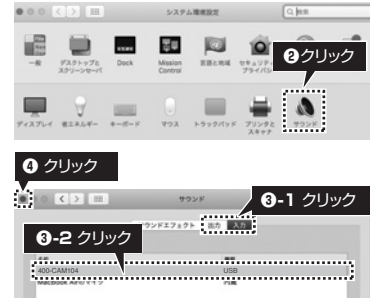 システム環境設定
検索
❷クリック
一般
デスクトップと
スクリーンセーバ
Dock
Mission
Control
言語と地域
セキュリティと
プライバシー
ディスプレイ
省エネルギー
キーボード
マウス
トラックパッド
プリンタと
スキャナ
サウンド
❹ クリック
サウンド
❸-1 クリック
サウンドエフェクト
出力
入力
❸-2 クリック
名前
種類
400-CAM104
USB
MacBook Airのマイク
内蔵